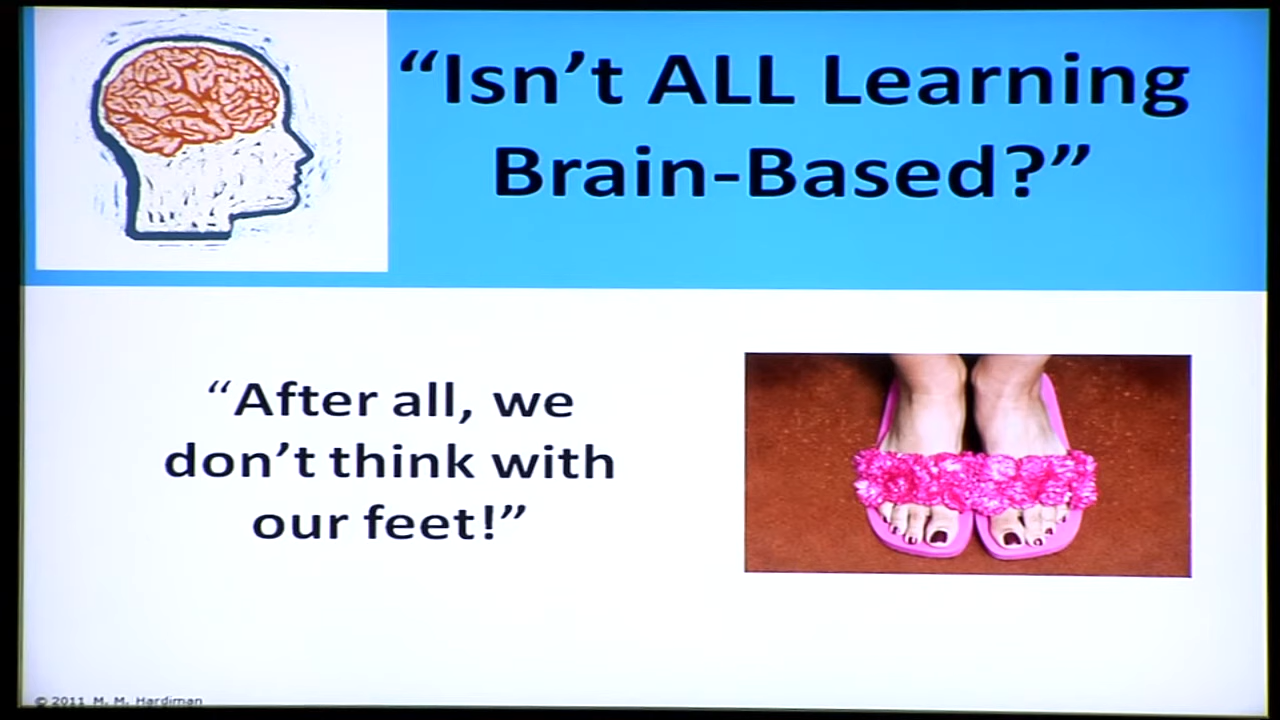 “Isn’t ALL Learning
Brain-Based?”
“After all, we
don’t think with
our feet!”
© 2011 M. M. Hardiman